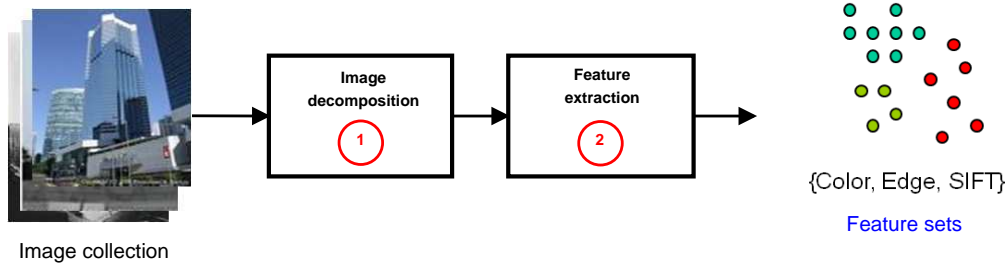 Image collection
Image
decomposition
1
Feature
extraction
2
{Color, Edge, SIFT}
Feature sets